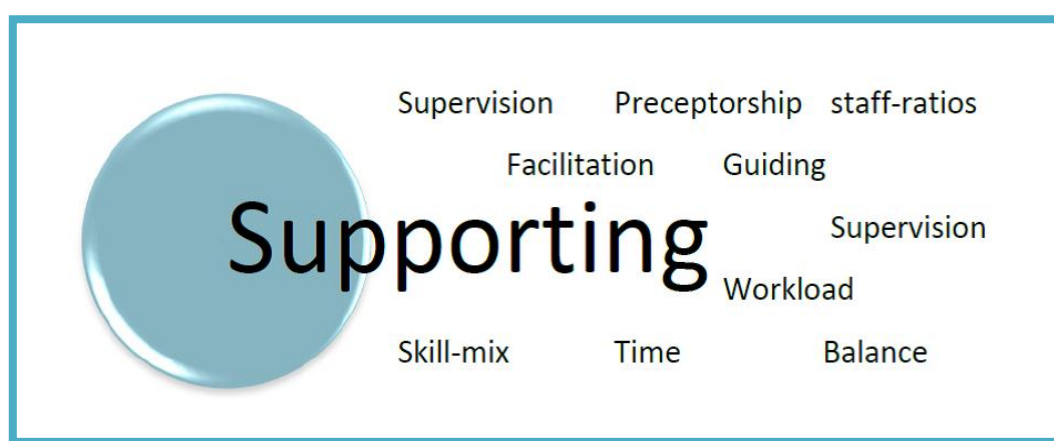 Supervision Preceptorship staff-ratios
Facilitation Guiding
Supporting
Supervision
Workload
Skill-mix Time Balance